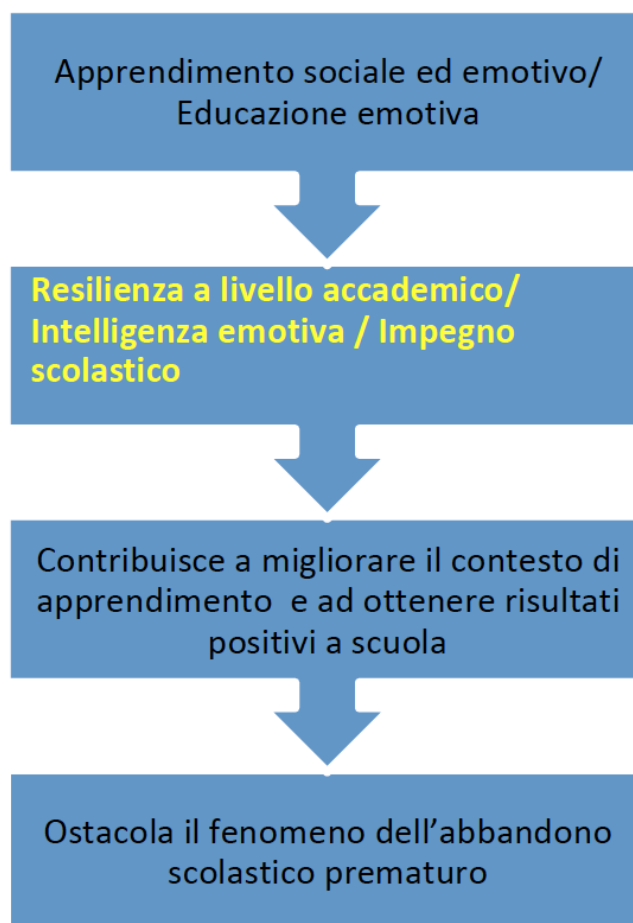 Apprendimento sociale ed emotivo/
Educazione emotiva
Resilienza a livello accademico/
Intelligenza emotiva / Impegno
scolastico
Contribuisce a migliorare il contesto di
apprendimento  e ad ottenere risultati
positivi a scuola
Ostacola il fenomeno dell’abbandono
scolastico prematuro